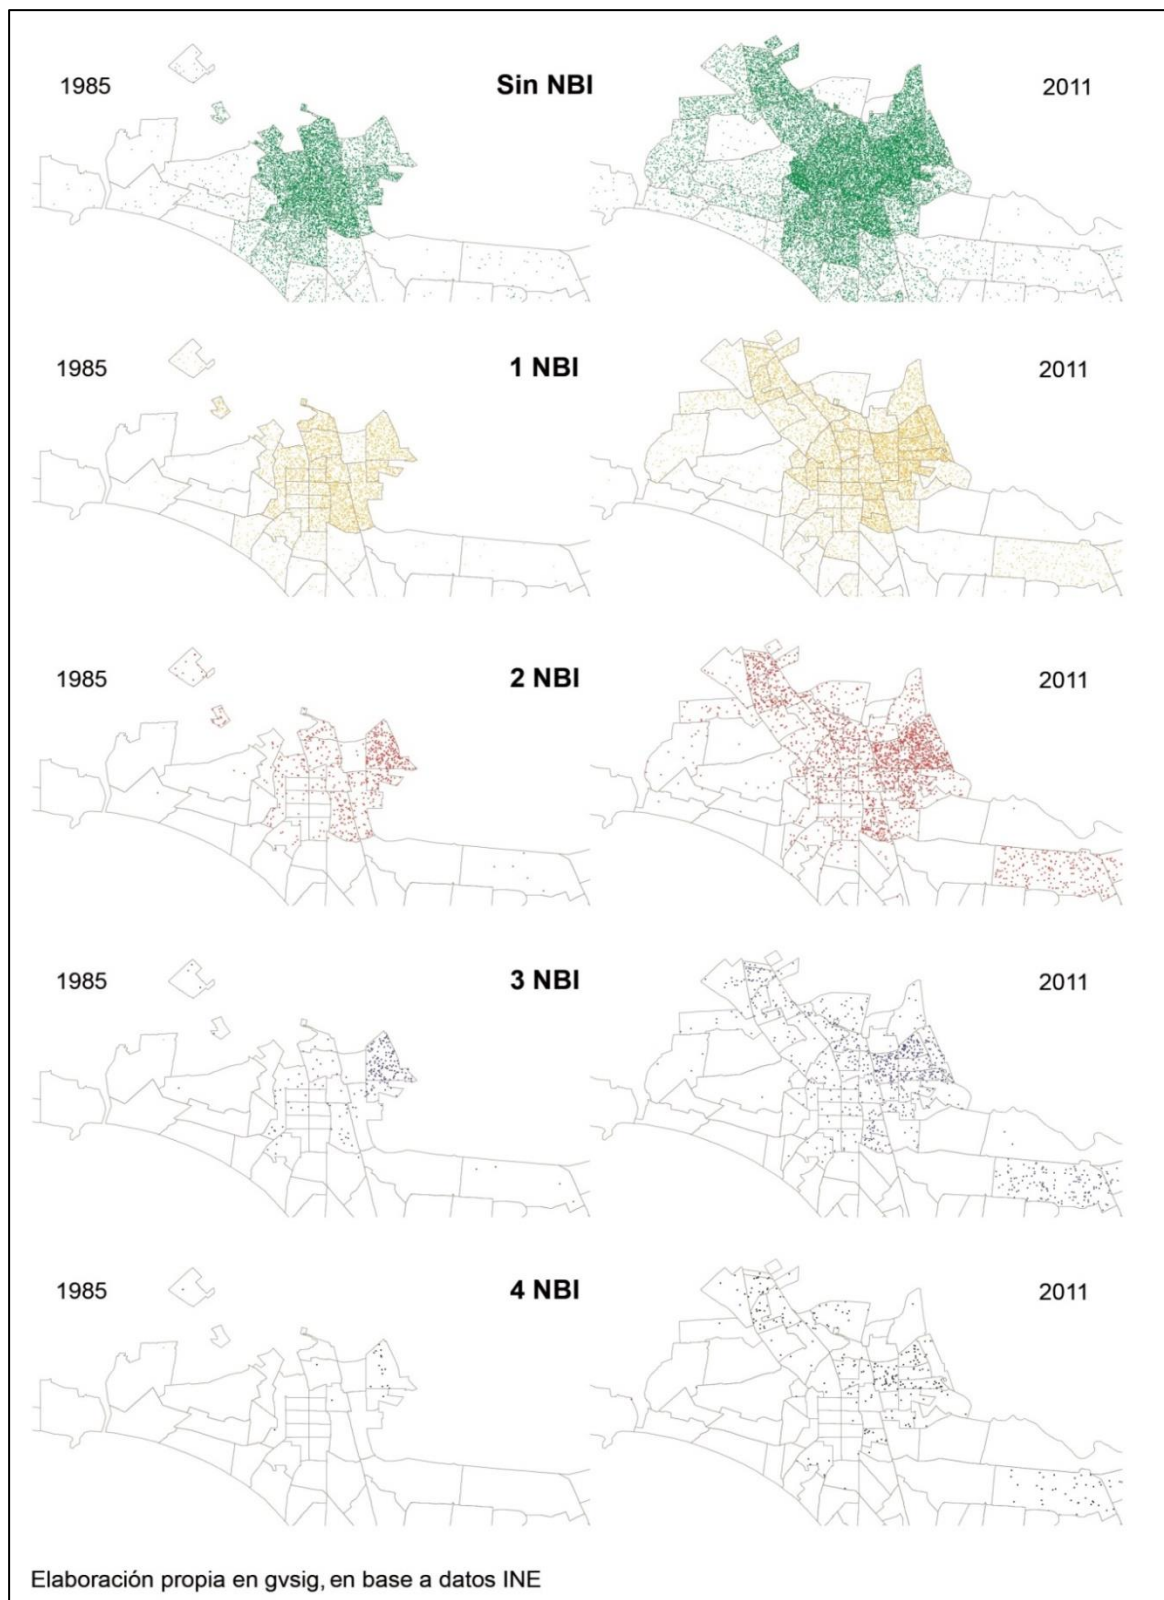 1985 Sin NBI 2011
1985 1 NBI 2011
1985 2 NBI 2011
1985 3 NBI 2011
1985 4 NBI 2011
Elaboración propia en gvsig, en base a datos INE